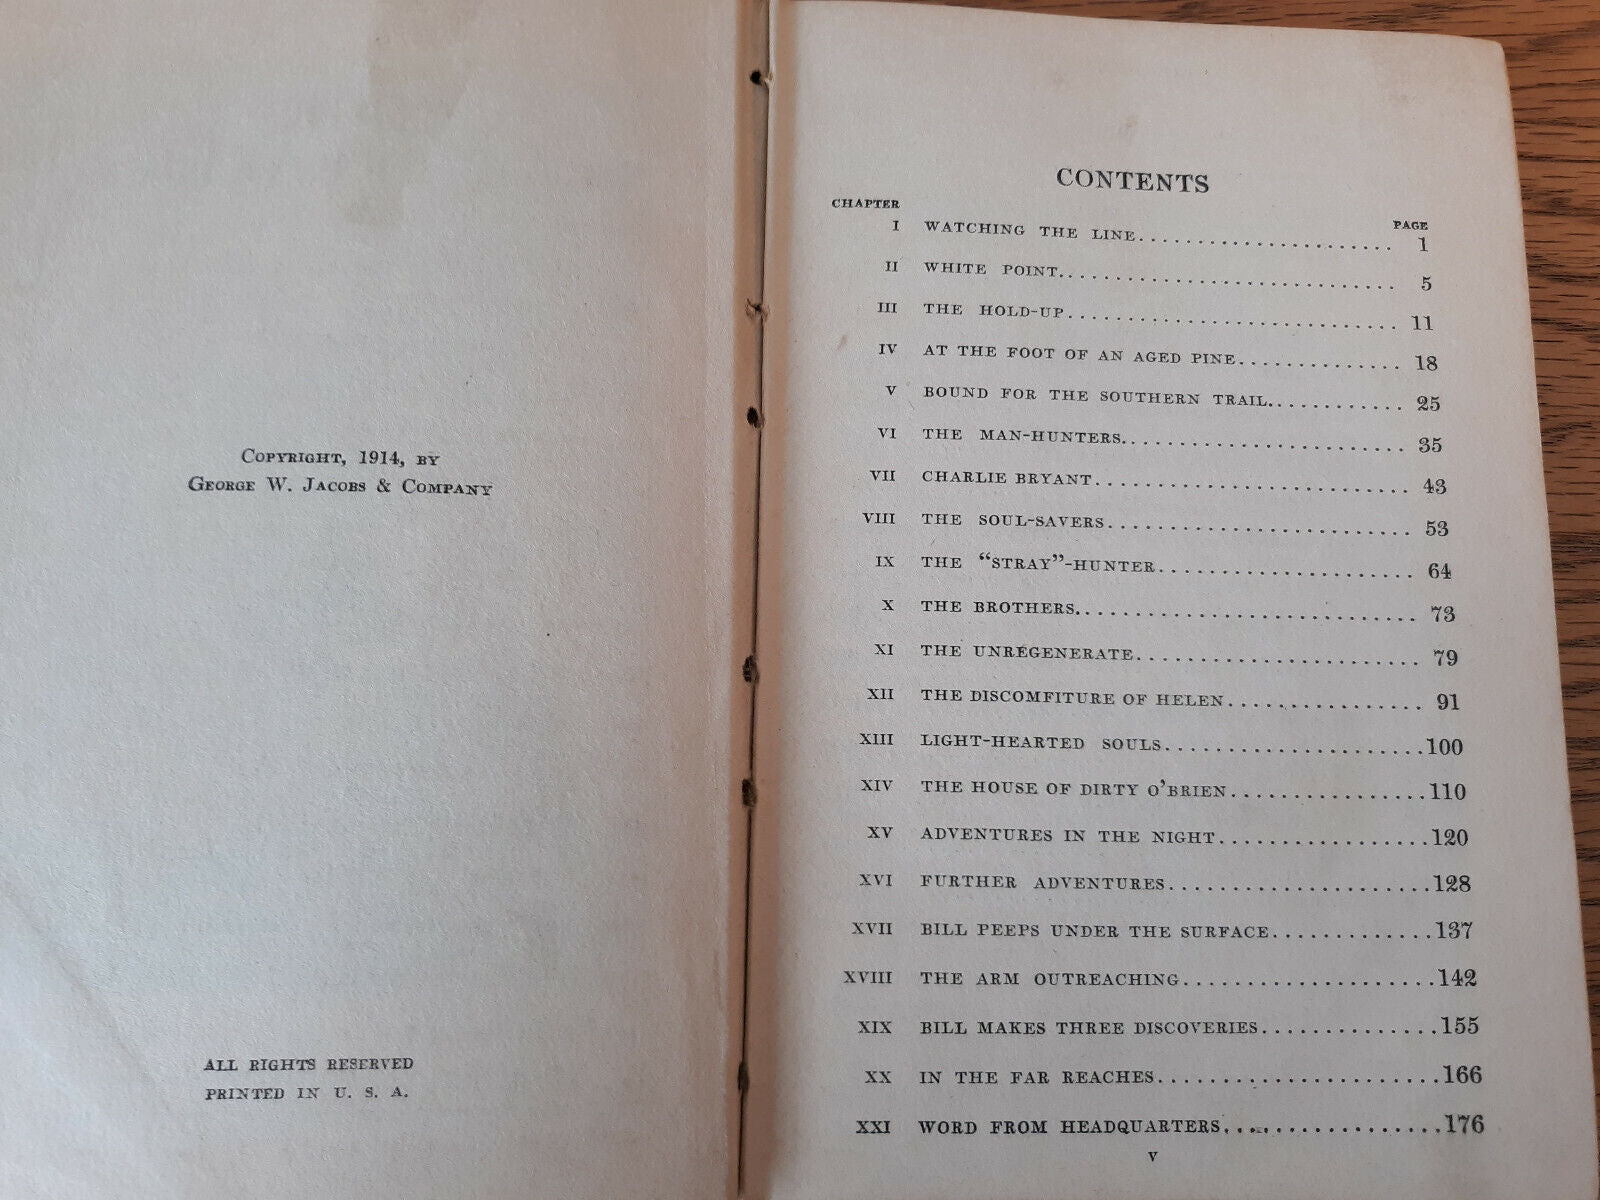 COPYRIGHT, 1914, BY
GEORGE W. JACOBS & COMPANY
ALL RIGHTS RESERVED
PRINTED IN U. S. A.
CONTENTS
CHAPTER PAGE
I WATCHING THE LINE........................ 1
II WHITE POINT.............................. 5
III THE HOLD-UP............................. 11
IV AT THE FOOT OF AN AGED PINE.............. 18
V BOUND FOR THE SOUTHERN TRAIL............ 25
VI THE MAN-HUNTERS......................... 35
VII CHARLIE BRYANT........................... 43
VIII THE SOUL-SAVERS.......................... 53
IX THE "STRAY"-HUNTER...................... 64
X THE BROTHERS............................. 73
XI THE UNREGENERATE........................ 79
XII THE DISCOMFITURE OF HELEN................ 91
XIII LIGHT-HEARTED SOULS......................100
XIV THE HOUSE OF DIRTY O'BRIEN................110
XV ADVENTURES IN THE NIGHT..................120
XVI FURTHER ADVENTURES......................128
XVII BILL PEEPS UNDER THE SURFACE.............137
XVIII THE ARM OUTREACHING.....................142
XIX BILL MAKES THREE DISCOVERIES..............155
XX IN THE FAR REACHES.......................166
XXI WORD FROM HEADQUARTERS..................176
V